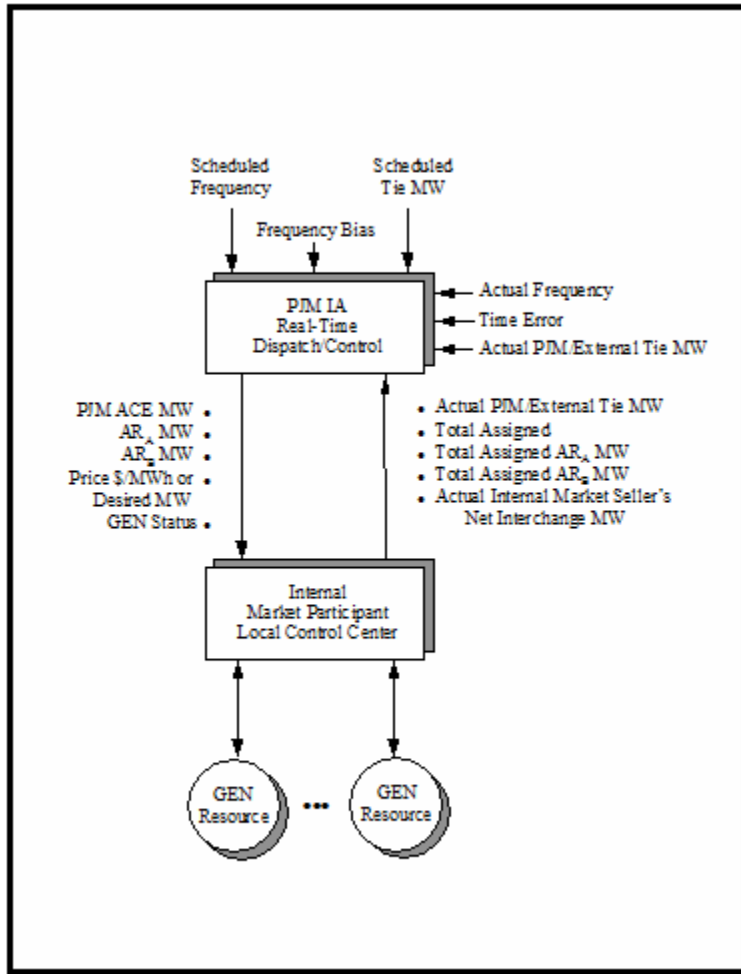 Scheduled
Frequency
Scheduled
Tie MW
Frequency Bias
PJM IA
Real-Time
Dispatch/Control
Actual Frequency
Time Error
Actual PJM/External Tie MW
PJM ACE MW •
AR_A MW •
AR_B MW •
Price $/MWh or •
Desired MW
GEN Status •
• Actual PJM/External Tie MW
• Total Assigned
• Total Assigned AR_A MW
• Total Assigned AR_B MW
• Actual Internal Market Seller's
Net Interchange MW
Internal
Market Participant
Local Control Center
GEN
Resource
•••
GEN
Resource